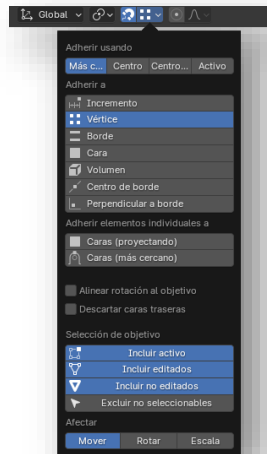 Global
Adherir usando
Más c... Centro Centro... Activo
Adherir a
Incremento
Vértice
Borde
Cara
Volumen
Centro de borde
Perpendicular a borde
Adherir elementos individuales a
Caras (proyectando)
Caras (más cercano)
Alinear rotación al objetivo
Descartar caras traseras
Selección de objetivo
Incluir activo
Incluir editados
Incluir no editados
Excluir no seleccionables
Afectar
Mover Rotar Escala